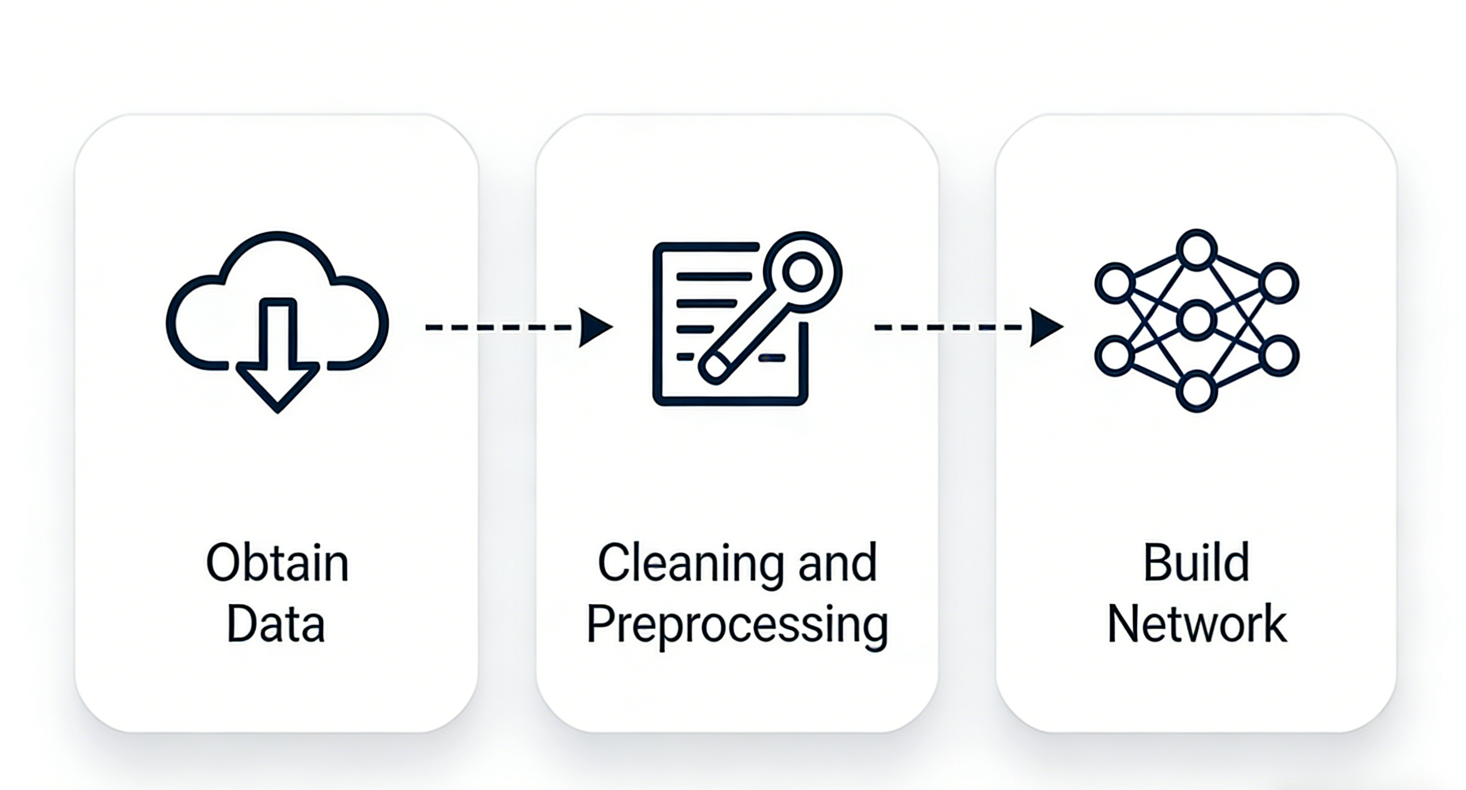 Obtain
Data
Cleaning and
Preprocessing
Build
Network